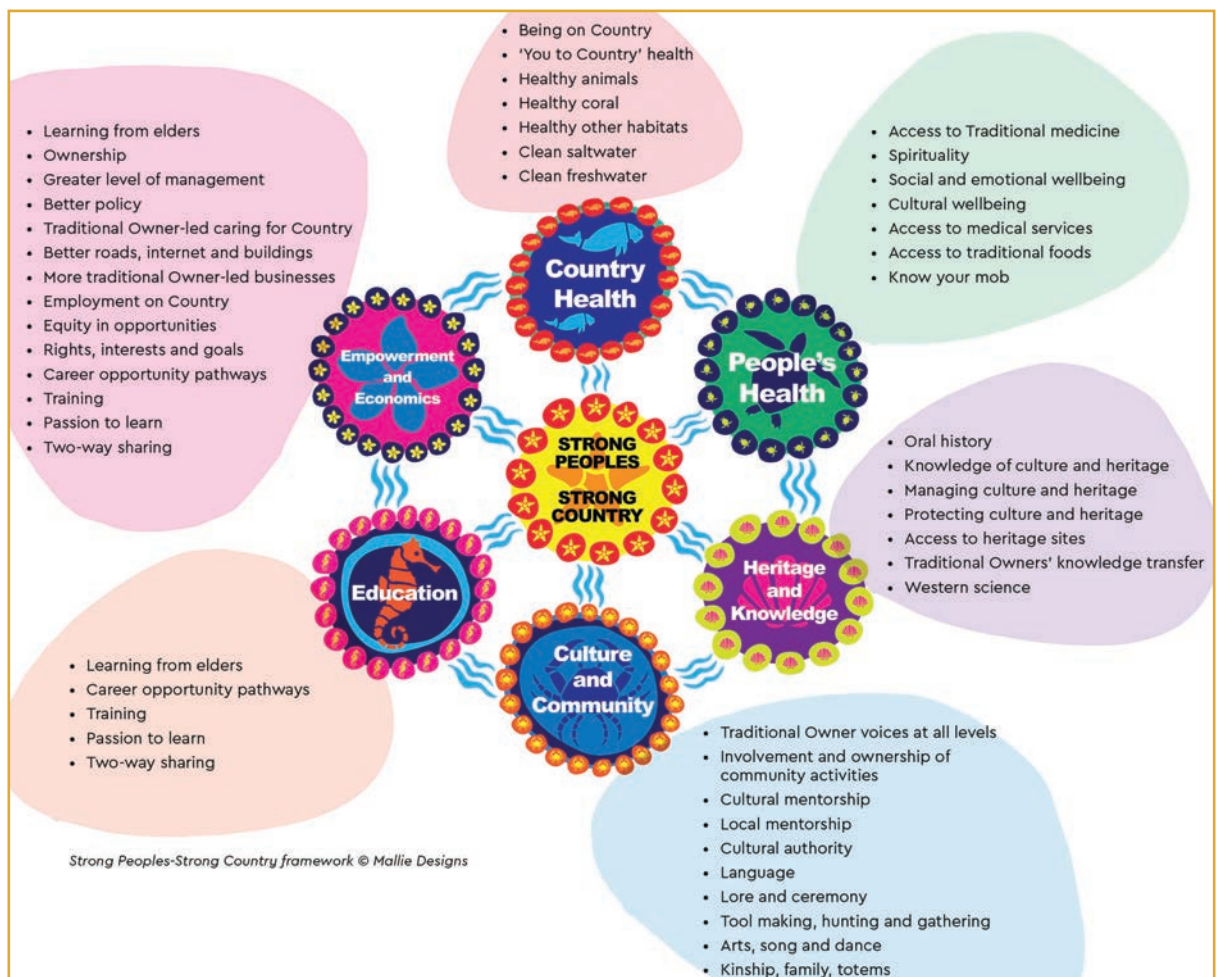 • Being on Country
• ‘You to Country’ health
• Healthy animals
• Healthy coral
• Healthy other habitats
• Clean saltwater
• Clean freshwater
• Learning from elders
• Ownership
• Greater level of management
• Better policy
• Traditional Owner-led caring for Country
• Better roads, internet and buildings
• More traditional Owner-led businesses
• Employment on Country
• Equity in opportunities
• Rights, interests and goals
• Career opportunity pathways
• Training
• Passion to learn
• Two-way sharing
• Access to Traditional medicine
• Spirituality
• Social and emotional wellbeing
• Cultural wellbeing
• Access to medical services
• Access to traditional foods
• Know your mob
Country
Health
Empowerment
and
Economics
People's
Health
STRONG
PEOPLES
STRONG
COUNTRY
• Oral history
• Knowledge of culture and heritage
• Managing culture and heritage
• Protecting culture and heritage
• Access to heritage sites
• Traditional Owners’ knowledge transfer
• Western science
Education
Heritage
and
Knowledge
Culture
and
Community
• Learning from elders
• Career opportunity pathways
• Training
• Passion to learn
• Two-way sharing
• Traditional Owner voices at all levels
• Involvement and ownership of
community activities
• Cultural mentorship
• Local mentorship
• Cultural authority
• Language
• Lore and ceremony
• Tool making, hunting and gathering
• Arts, song and dance
• Kinship, family, totems
Strong Peoples-Strong Country framework © Mallie Designs